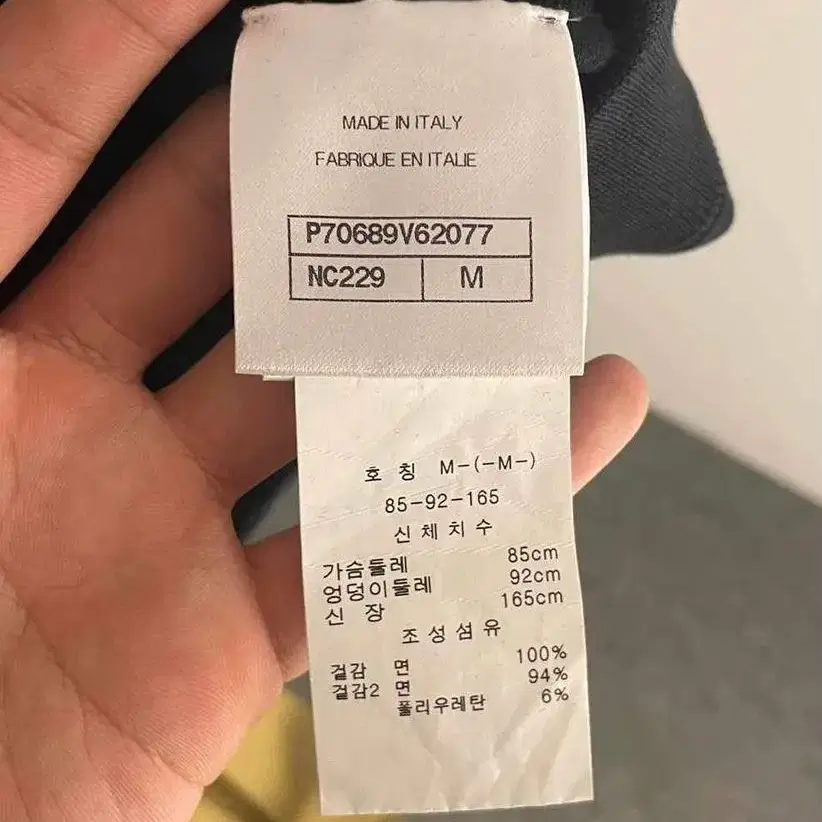 MADE IN ITALY
FABRIQUE EN ITALIE
P70689V62077
NC229 M
호 칭 M-(-M-)
85-92-165
신체치수
가슴둘레 85cm
엉덩이둘레 92cm
신 장 165cm
조성섬유
겉감 면 100%
겉감2 면 94%
폴리우레탄 6%